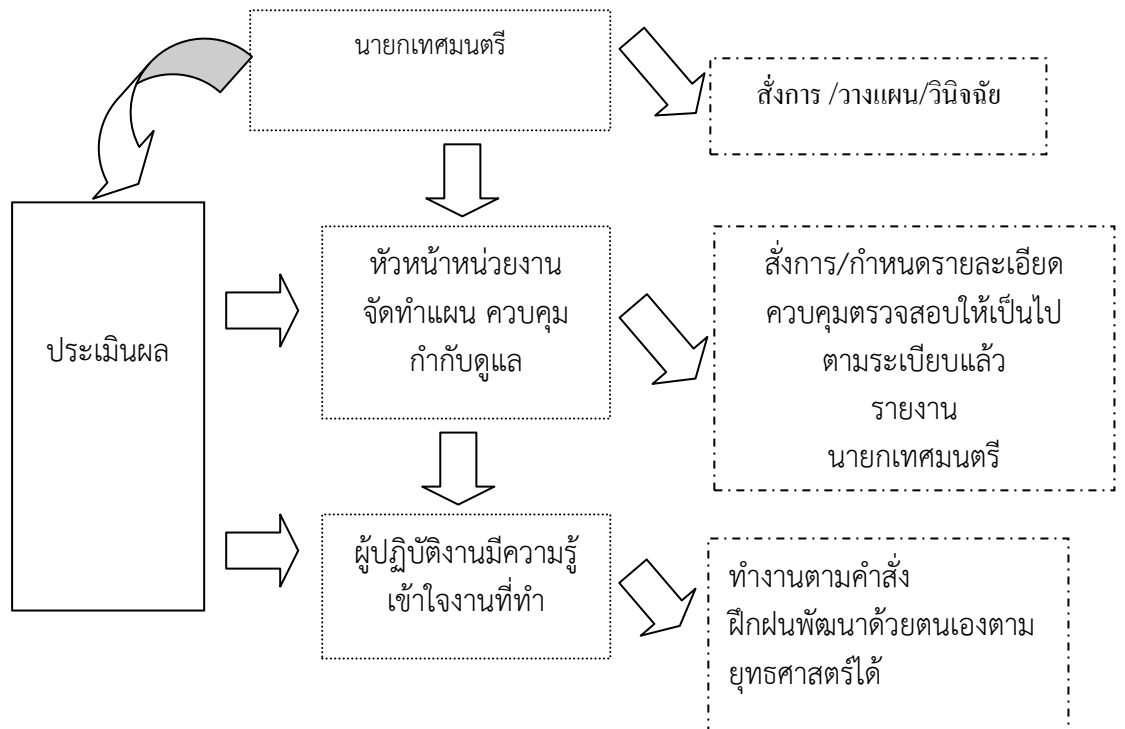 นายกเทศมนตรี
สั่งการ /วางแผน/วินิจฉัย
ประเมินผล
หัวหน้าหน่วยงาน
จัดทำแผน ควบคุม
กำกับดูแล
สั่งการ/กำหนดรายละเอียด
ควบคุมตรวจสอบให้เป็นไป
ตามระเบียบแล้ว
รายงาน
นายกเทศมนตรี
ผู้ปฏิบัติงานมีความรู้
เข้าใจงานที่ทำ
ทำงานตามคำสั่ง
ฝึกฝนพัฒนาด้วยตนเองตาม
ยุทธศาสตร์ได้